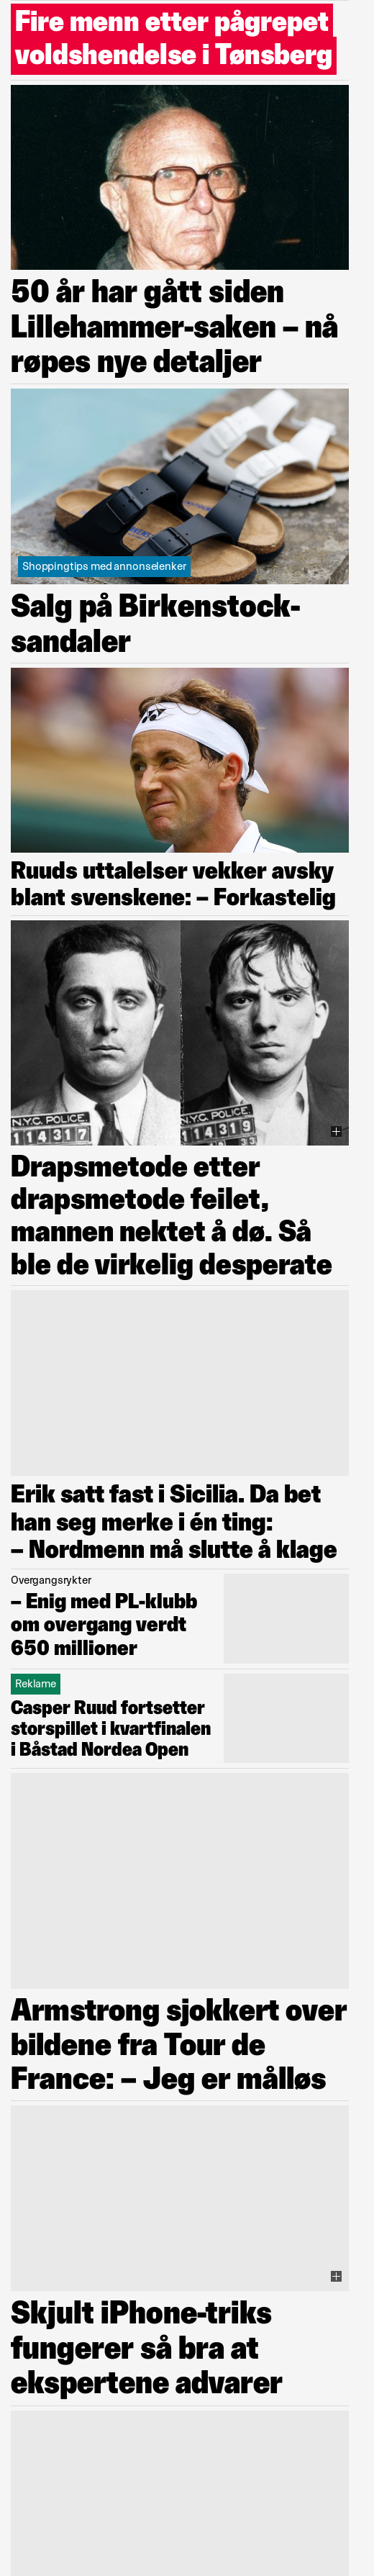 Fire menn etter pågrepet
voldshendelse i Tønsberg
50 år har gått siden
Lillehammer-saken – nå
røpes nye detaljer
Shoppingtips med annonselenker
Salg på Birkenstock-
sandaler
Ruuds uttalelser vekker avsky
blant svenskene: – Forkastelig
N.Y.C. POLICE.
114317
N.Y.C. POLICE
114319
Drapsmetode etter
drapsmetode feilet,
mannen nektet å dø. Så
ble de virkelig desperate
Erik satt fast i Sicilia. Da bet
han seg merke i én ting:
– Nordmenn må slutte å klage
Overgangsrykter
– Enig med PL-klubb
om overgang verdt
650 millioner
Reklame
Casper Ruud fortsetter
storspillet i kvartfinalen
i Båstad Nordea Open
Armstrong sjokkert over
bildene fra Tour de
France: – Jeg er målløs
Skjult iPhone-triks
fungerer så bra at
ekspertene advarer